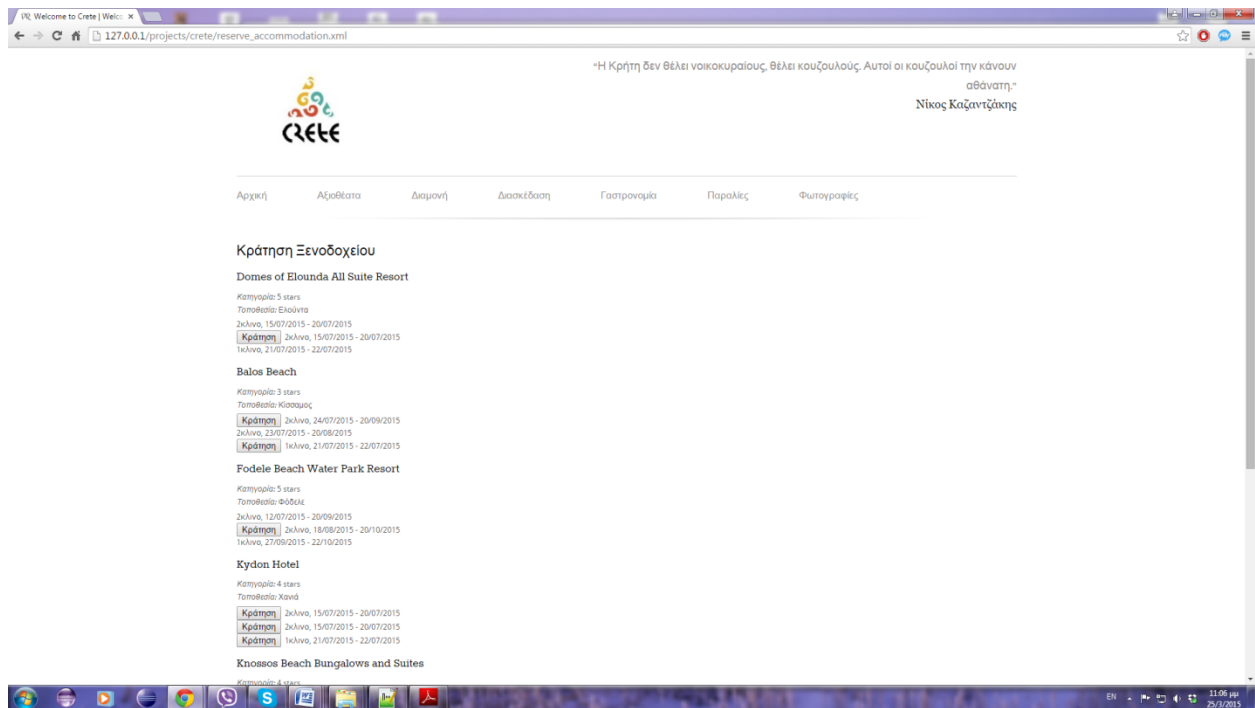 Welcome to Crete | Welco
127.0.0.1/projects/crete/reserve_accommodation.xml
"Η Κρήτη δεν θέλει νοικοκυραίους, θέλει κουζουλούς. Αυτοί οι κουζουλοί την κάνουν
αθάνατη."
Νίκος Καζαντζάκης
CRETE
Αρχική Αξιοθέατα Διαμονή Διασκέδαση Γαστρονομία Παραλίες Φωτογραφίες
Κράτηση Ξενοδοχείου
Domes of Elounda All Suite Resort
Κατηγορία: 5 stars
Τοποθεσία: Ελούντα
2κλινο, 15/07/2015 - 20/07/2015
Κράτηση 2κλινο, 15/07/2015 - 20/07/2015
1κλινο, 21/07/2015 - 22/07/2015
Balos Beach
Κατηγορία: 3 stars
Τοποθεσία: Κίσσαμος
Κράτηση 2κλινο, 24/07/2015 - 20/09/2015
2κλινο, 23/07/2015 - 20/08/2015
Κράτηση 1κλινο, 21/07/2015 - 22/07/2015
Fodele Beach Water Park Resort
Κατηγορία: 5 stars
Τοποθεσία: Φόδελε
2κλινο, 12/07/2015 - 20/09/2015
Κράτηση 2κλινο, 18/08/2015 - 20/10/2015
1κλινο, 27/09/2015 - 22/10/2015
Kydon Hotel
Κατηγορία: 4 stars
Τοποθεσία: Χανιά
Κράτηση 2κλινο, 15/07/2015 - 20/07/2015
Κράτηση 2κλινο, 15/07/2015 - 20/07/2015
Κράτηση 1κλινο, 21/07/2015 - 22/07/2015
Knossos Beach Bungalows and Suites
Κατηγορία: 4 stars
EN 11:06 μμ
25/3/2015